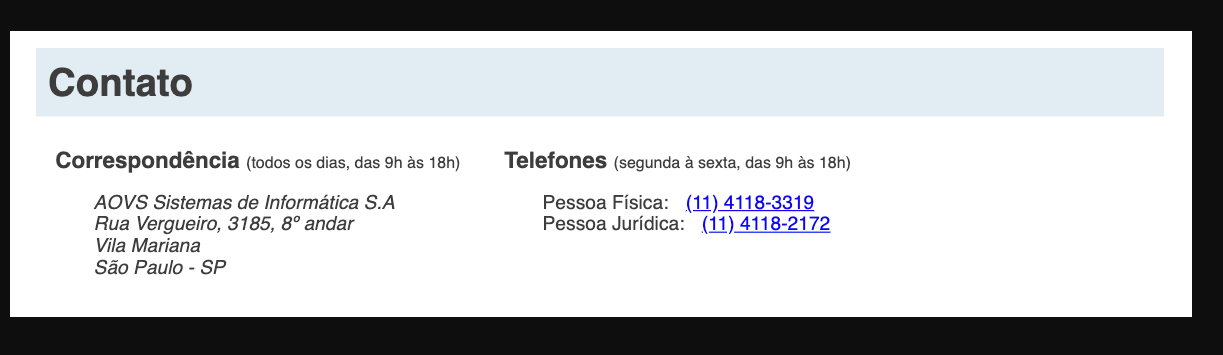 Contato
Correspondência (todos os dias, das 9h às 18h)
AOVS Sistemas de Informática S.A
Rua Vergueiro, 3185, 8º andar
Vila Mariana
São Paulo - SP
Telefones (segunda à sexta, das 9h às 18h)
Pessoa Física: (11) 4118-3319
Pessoa Jurídica: (11) 4118-2172